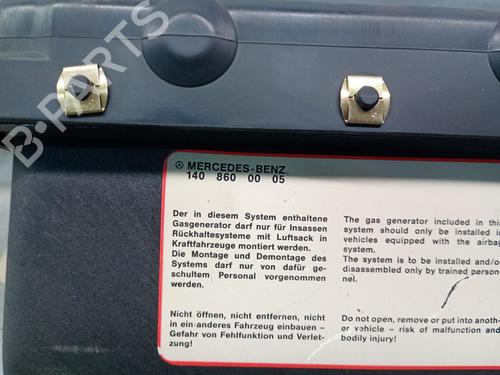 B-PARTS
MERCEDES-BENZ
140 860 00 05
Der in diesem System enthaltene
Gasgenerator darf nur für Insassen
Rückhaltesysteme mit Luftsack in
Kraftfahrzeuge montiert werden.
Die Montage und Demontage des
Systems darf nur von dafür ge-
schultem Personal vorgenommen
werden.
Nicht öffnen, nicht entfernen, nicht
in ein anderes Fahrzeug einbauen –
Gefahr von Fehlfunktion und Verlet-
zung!
The gas generator included in this
system should only be installed in
vehicles equipped with the airbag
system.
The system is to be installed and/or
disassembled only by trained person-
nel.
Do not open, remove or put into anoth-
er vehicle – risk of malfunction and
bodily injury!